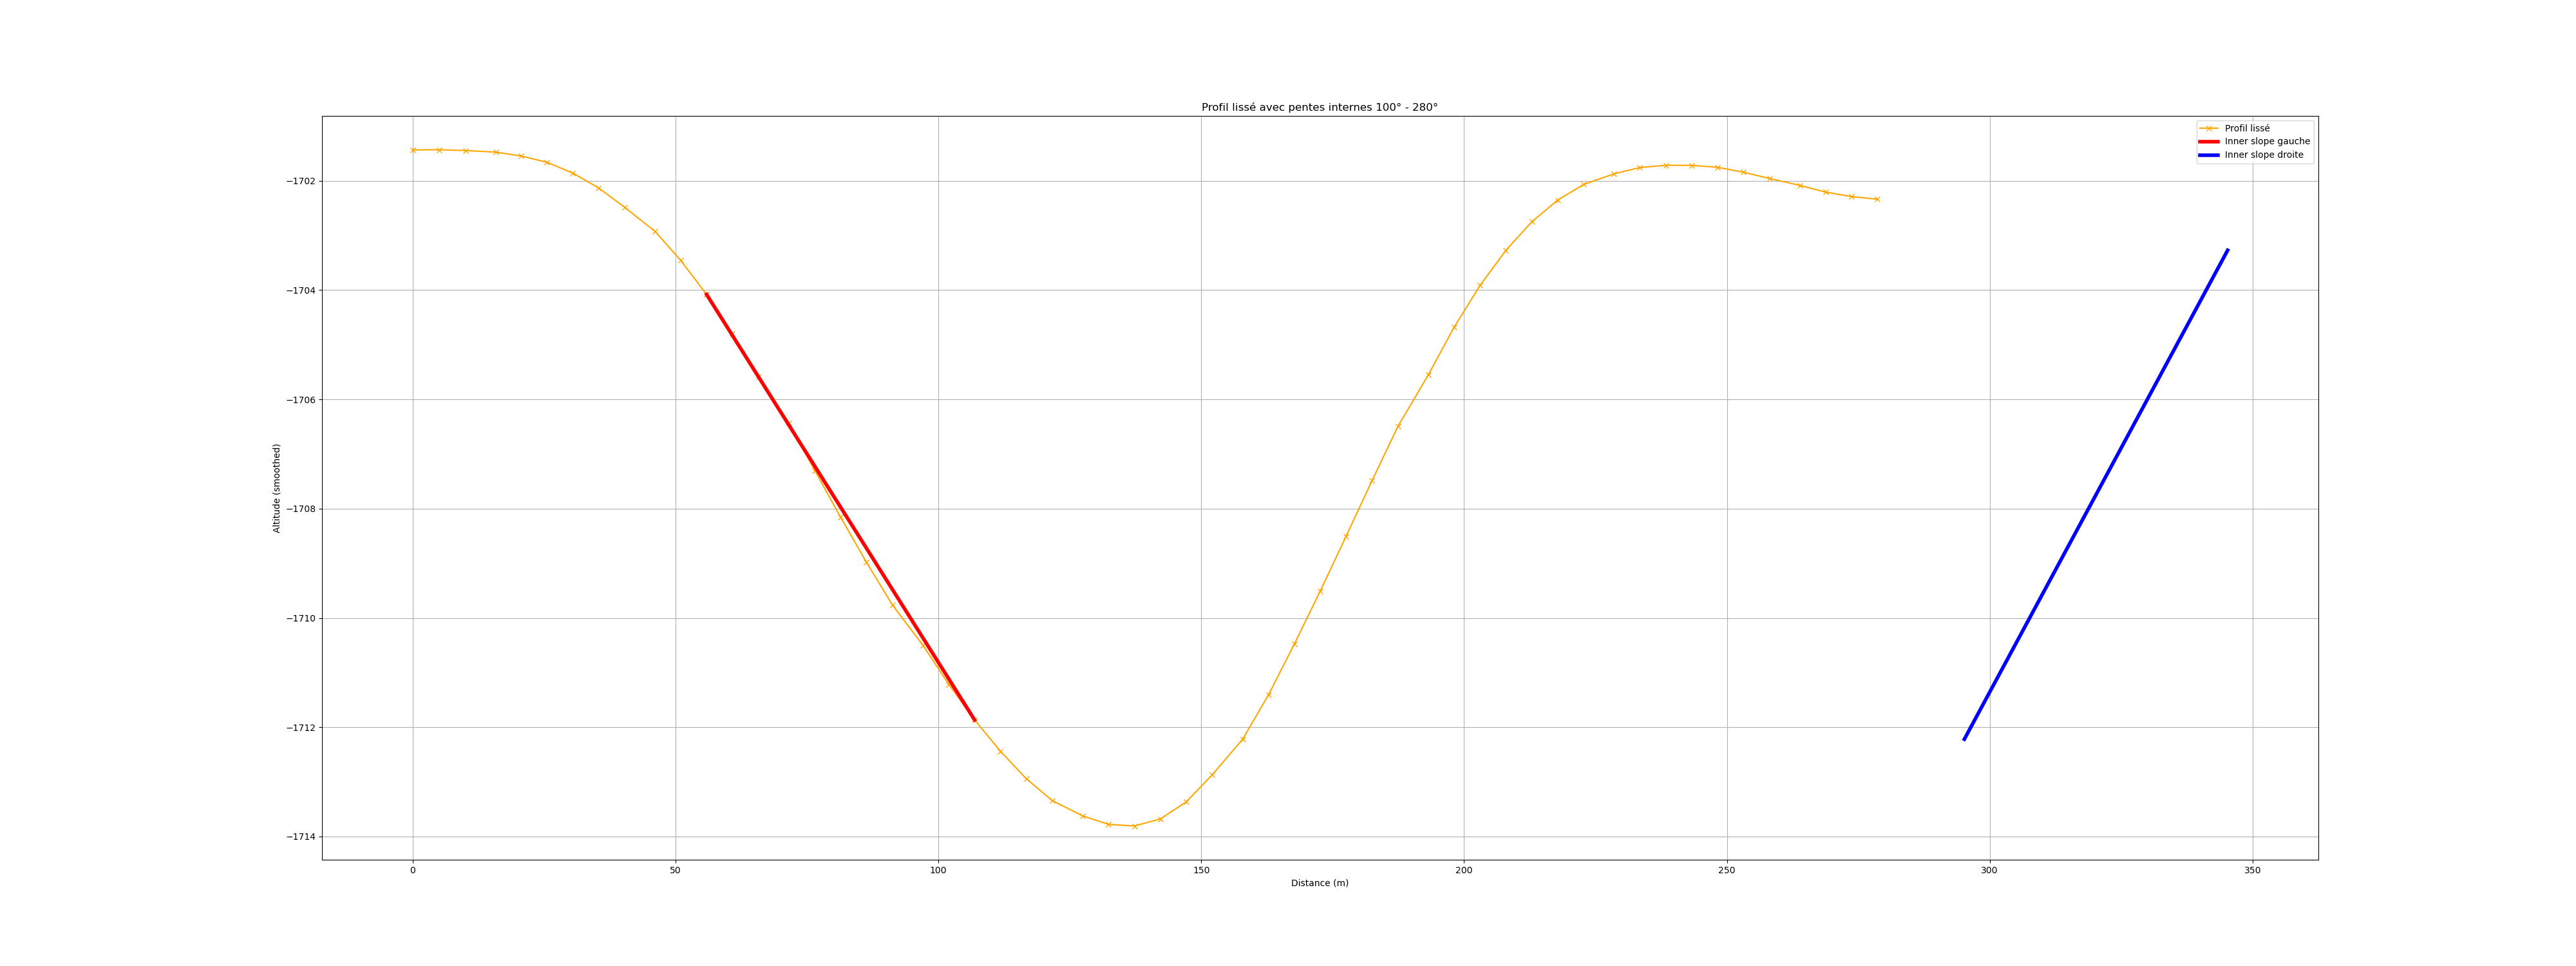 Profil lissé avec pentes internes 100° - 280°
Profil lissé
Inner slope gauche
Inner slope droite
Altitude (smoothed)
−1702
−1704
−1706
−1708
−1710
−1712
−1714
0 50 100 150 200 250 300 350
Distance (m)